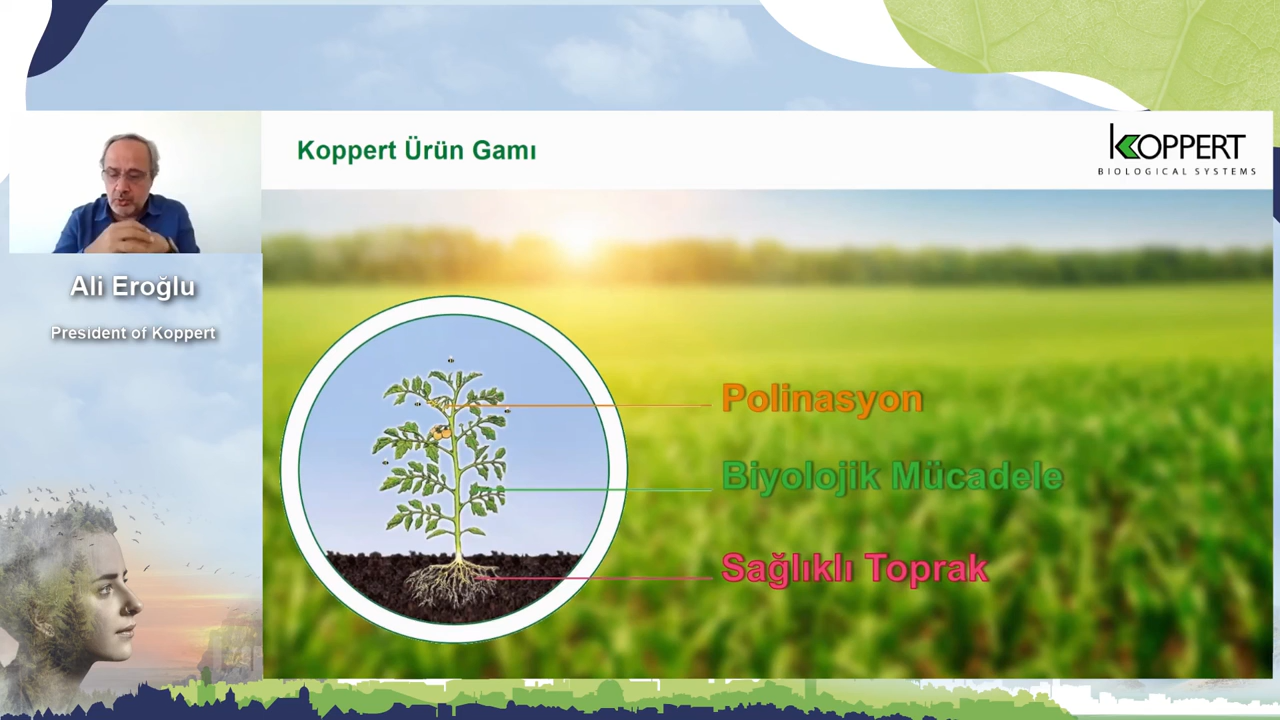 Koppert Ürün Gamı
KOPPERT
BIOLOGICAL SYSTEMS
Ali Eroğlu
President of Koppert
Polinasyon
Biyolojik Mücadele
Sağlıklı Toprak